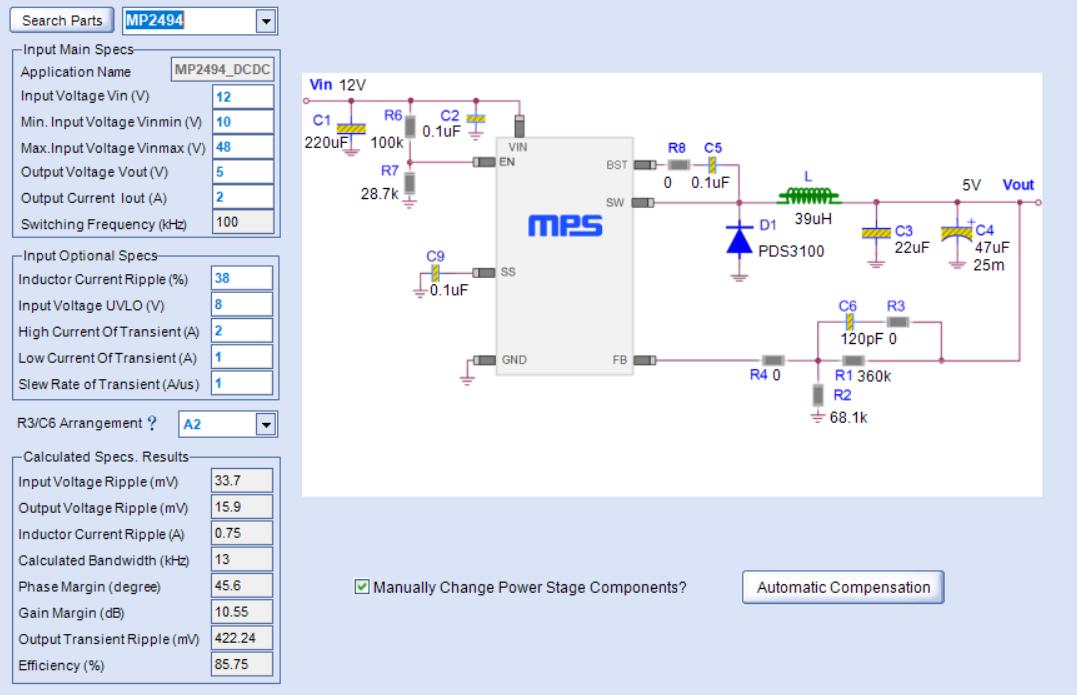 Search Parts MP2494
Input Main Specs
Application Name MP2494_DCDC
Input Voltage Vin (V) 12
Min. Input Voltage Vinmin (V) 10
Max.Input Voltage Vinmax (V) 48
Output Voltage Vout (V) 5
Output Current Iout (A) 2
Switching Frequency (kHz) 100
Input Optional Specs
Inductor Current Ripple (%) 38
Input Voltage UVLO (V) 8
High Current Of Transient (A) 2
Low Current Of Transient (A) 1
Slew Rate of Transient (A/us) 1
R3/C6 Arrangement ? A2
Calculated Specs. Results
Input Voltage Ripple (mV) 33.7
Output Voltage Ripple (mV) 15.9
Inductor Current Ripple (A) 0.75
Calculated Bandwidth (kHz) 13
Phase Margin (degree) 45.6
Gain Margin (dB) 10.55
Output Transient Ripple (mV) 422.24
Efficiency (%) 85.75
Vin 12V
C1
220uF
R6
100k
C2
0.1uF
R7
28.7k
VIN
EN
BST
SW
mps
SS
GND
FB
C9
0.1uF
R8
0
C5
0.1uF
L
39uH
5V Vout
D1
PDS3100
C3
22uF
+
C4
47uF
25m
C6
120pF
R3
0
R4 0
R1 360k
R2
68.1k
Manually Change Power Stage Components?
Automatic Compensation